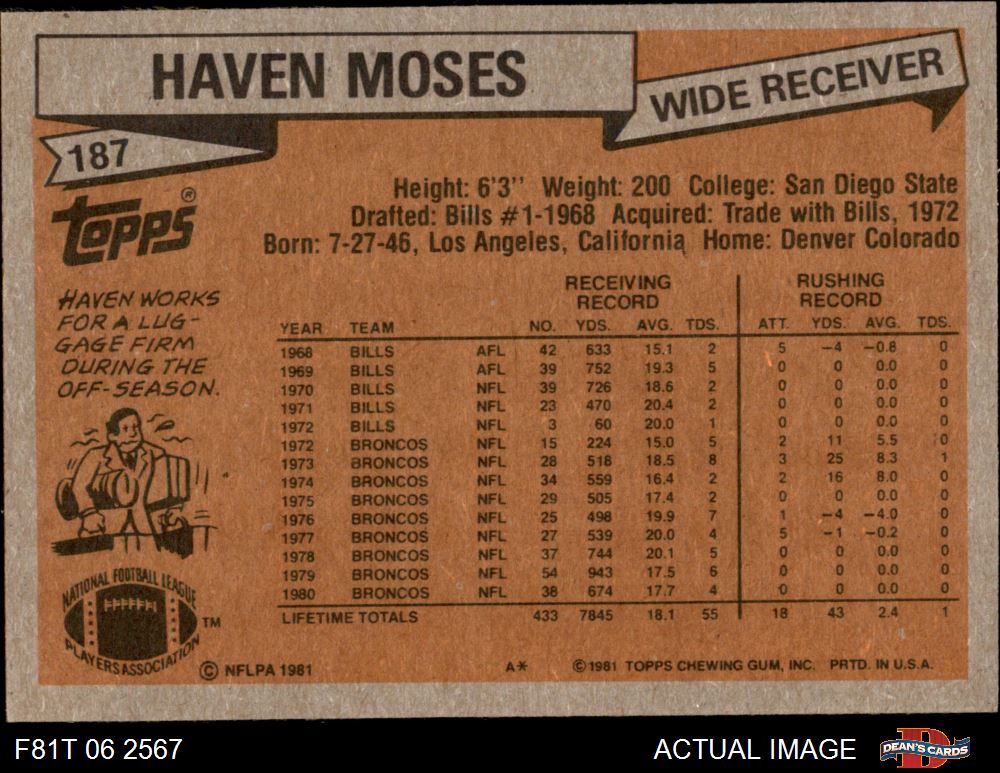 HAVEN MOSES
WIDE RECEIVER
187
TOPPS®
Height: 6'3" Weight: 200 College: San Diego State
Drafted: Bills #1-1968 Acquired: Trade with Bills, 1972
Born: 7-27-46, Los Angeles, California Home: Denver Colorado
HAVEN WORKS
FOR A LUG-
GAGE FIRM
DURING THE
OFF-SEASON.
RECEIVING RUSHING
RECORD RECORD
YEAR TEAM NO. YDS. AVG. TDS. ATT. YDS. AVG. TDS.
1968 BILLS AFL 42 633 15.1 2 5 -4 -0.8 0
1969 BILLS AFL 39 752 19.3 5 0 0 0.0 0
1970 BILLS NFL 39 726 18.6 2 0 0 0.0 0
1971 BILLS NFL 23 470 20.4 2 0 0 0.0 0
1972 BILLS NFL 3 60 20.0 1 0 0 0.0 0
1972 BRONCOS NFL 15 224 15.0 5 2 11 5.5 0
1973 BRONCOS NFL 28 518 18.5 8 3 25 8.3 1
1974 BRONCOS NFL 34 559 16.4 2 2 16 8.0 0
1975 BRONCOS NFL 29 505 17.4 2 0 0 0.0 0
1976 BRONCOS NFL 25 498 19.9 7 1 -4 -4.0 0
1977 BRONCOS NFL 27 539 20.0 4 5 -1 -0.2 0
1978 BRONCOS NFL 37 744 20.1 5 0 0 0.0 0
1979 BRONCOS NFL 54 943 17.5 6 0 0 0.0 0
1980 BRONCOS NFL 38 674 17.7 4 0 0 0.0 0
LIFETIME TOTALS 433 7845 18.1 55 18 43 2.4 1
NATIONAL FOOTBALL LEAGUE
PLAYERS ASSOCIATION
TM
© NFLPA 1981 A* © 1981 TOPPS CHEWING GUM, INC. PRTD. IN U.S.A.
F81T 06 2567 ACTUAL IMAGE DEAN'S CARDS